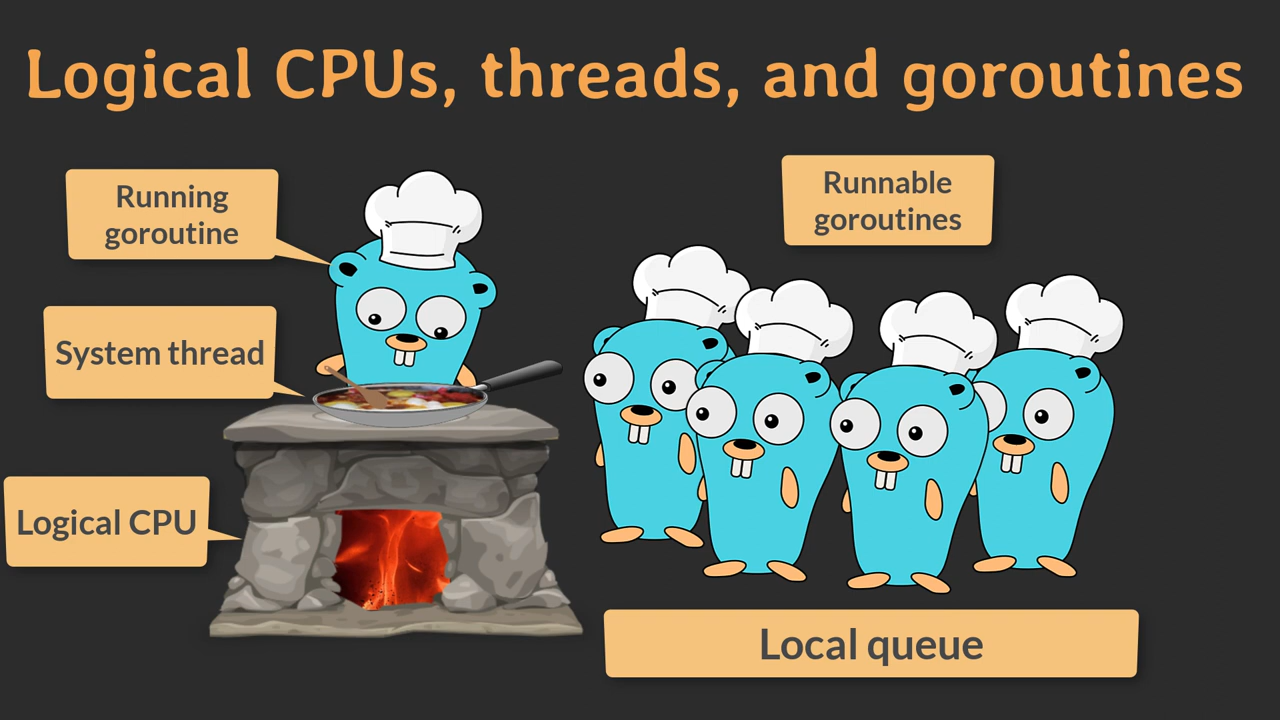 Logical CPUs, threads, and goroutines
Running
goroutine
System thread
Logical CPU
Runnable
goroutines
Local queue